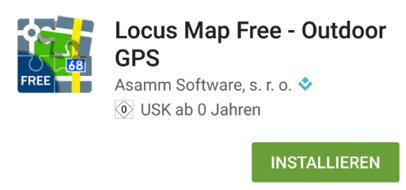 Locus Map Free - Outdoor
GPS
Asamm Software, s. r. o.
0 USK ab 0 Jahren
FREE
68
INSTALLIEREN